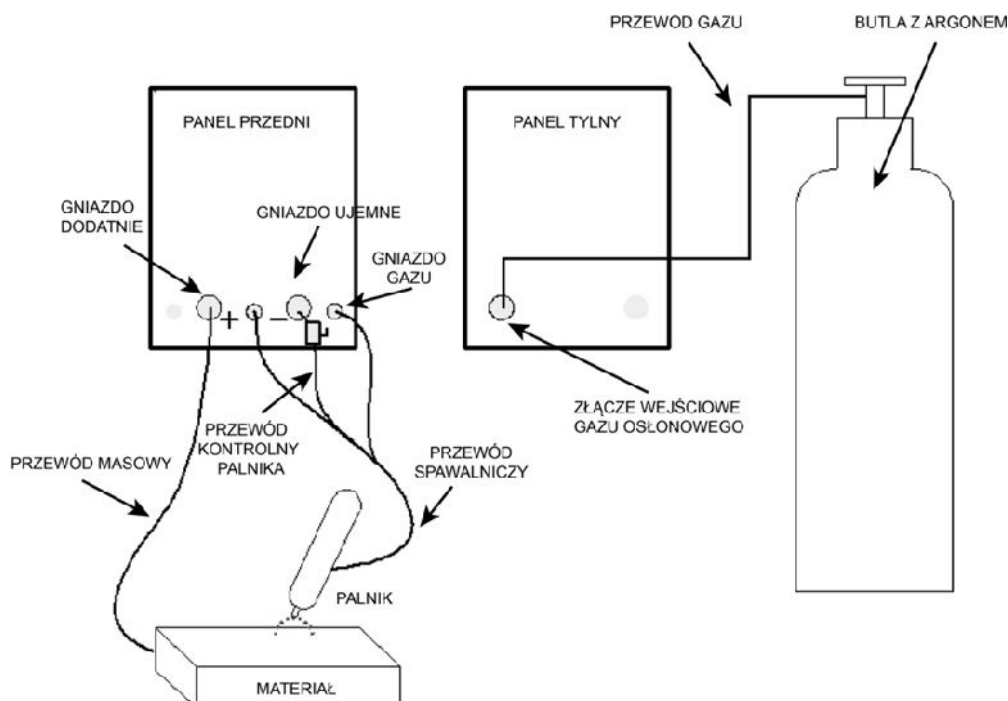 PRZEWÓD GAZU
BUTLA Z ARGONEM
PANEL PRZEDNI
PANEL TYLNY
GNIAZDO
DODATNIE
GNIAZDO UJEMNE
GNIAZDO
GAZU
+
−
PRZEWÓD MASOWY
PRZEWÓD
KONTROLNY
PALNIKA
PRZEWÓD
SPAWALNICZY
ZŁĄCZE WEJŚCIOWE
GAZU OSŁONOWEGO
PALNIK
MATERIAŁ